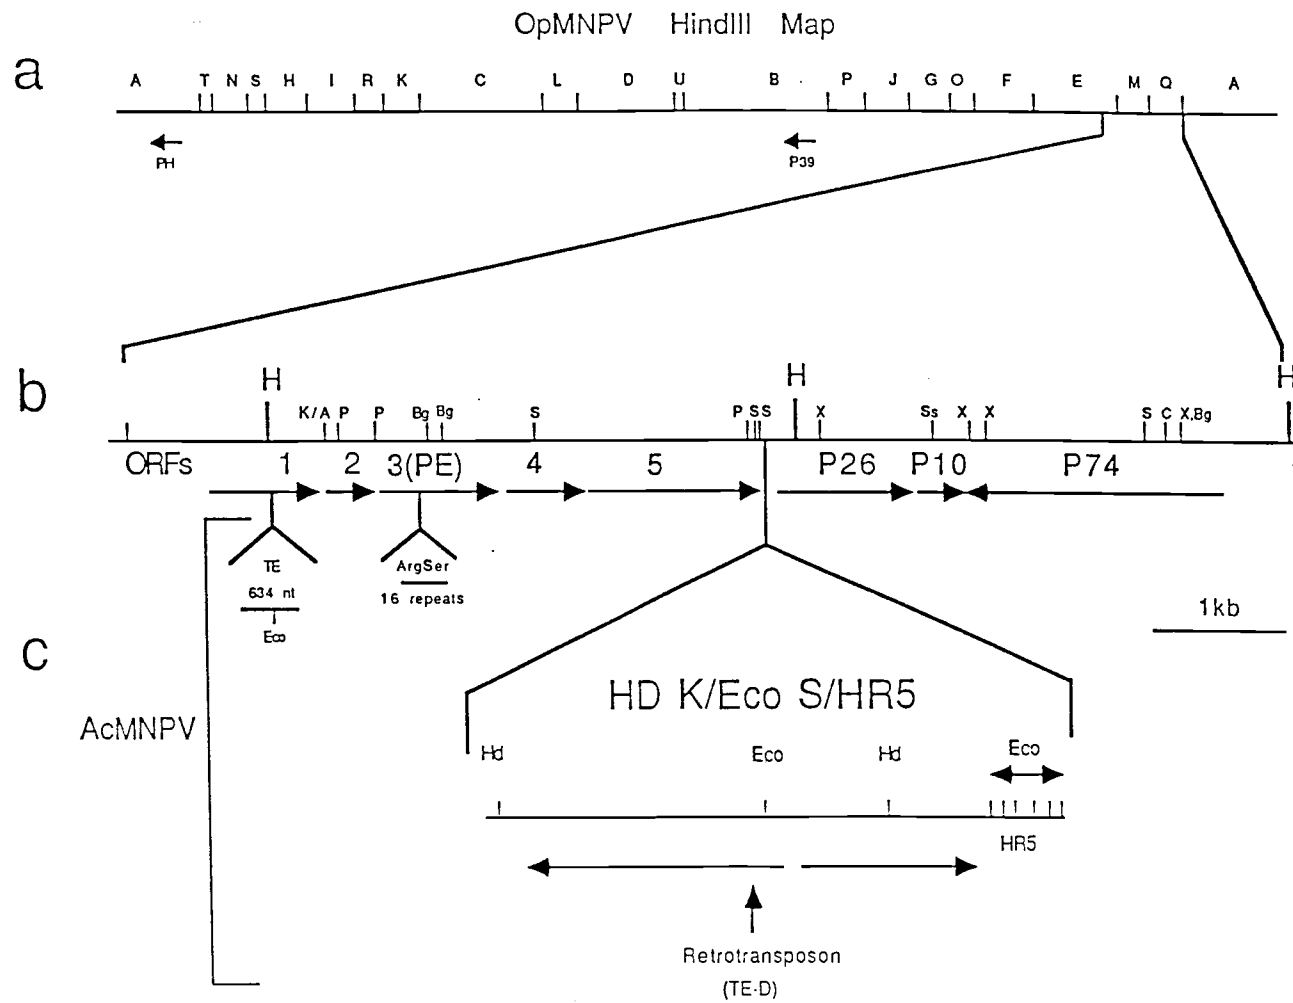 OpMNPV HindIII Map
a
A T N S H I R K C L D U B P J G O F E M Q A
PH P39
b
H H H
K/A P P Bg Bg S P S S X Ss X X S C X,Bg
ORFs 1 2 3(PE) 4 5 P26 P10 P74
TE ArgSer
634 nt 16 repeats
Eco
1kb
c
HD K/Eco S/HR5
AcMNPV
Hd Eco Hd Eco
HR5
Retrotransposon
(TE-D)